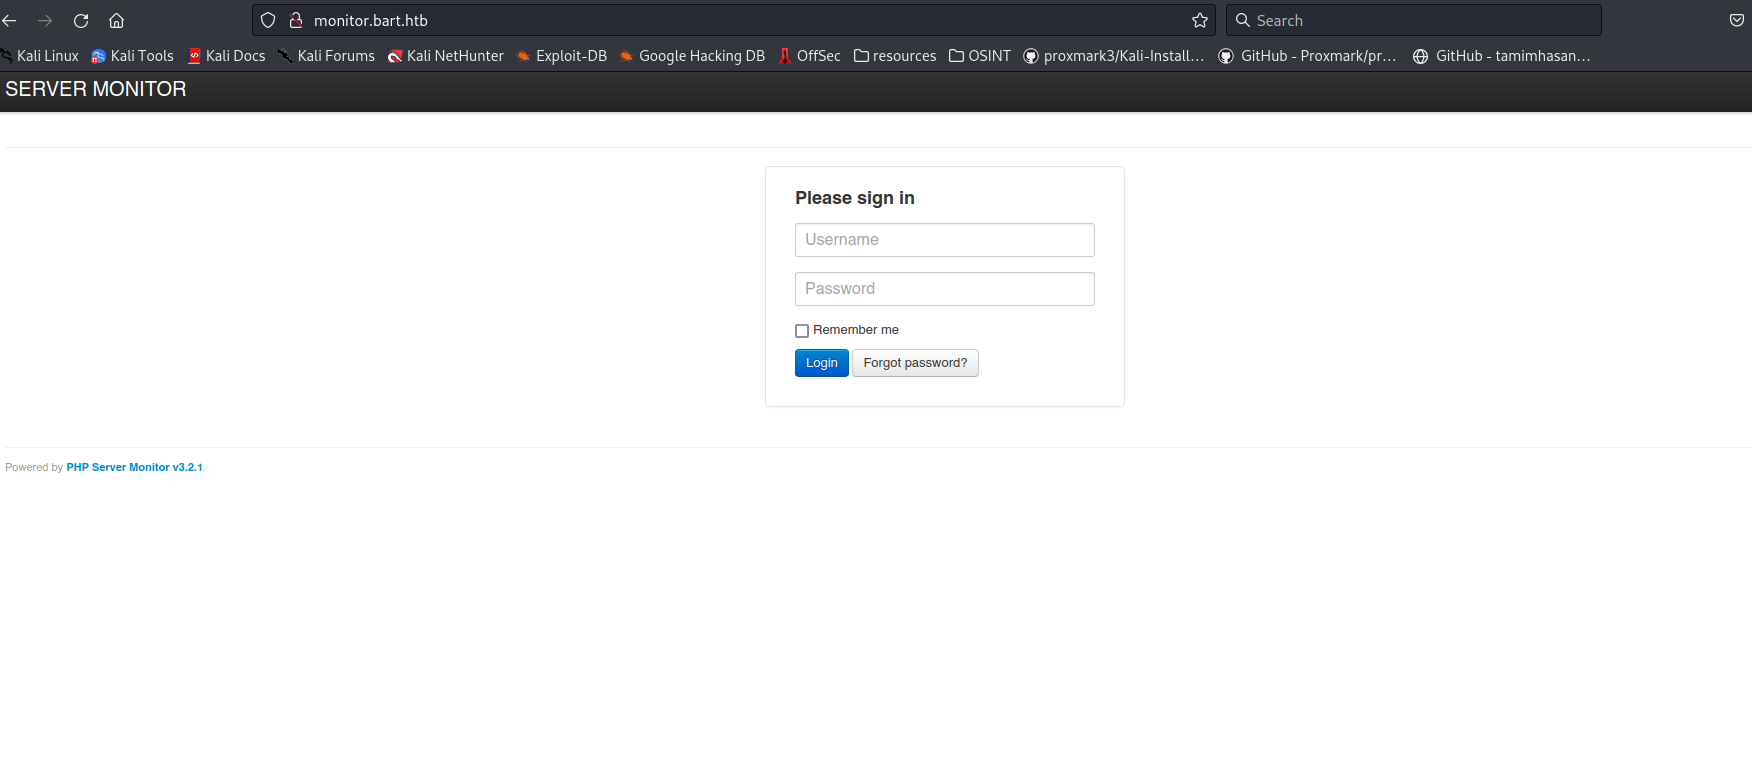 monitor.bart.htb
Search
Kali Linux Kali Tools Kali Docs Kali Forums Kali NetHunter Exploit-DB Google Hacking DB OffSec resources OSINT proxmark3/Kali-Install... GitHub - Proxmark/pr... GitHub - tamimhasan...
SERVER MONITOR
Please sign in
Username
Password
Remember me
Login Forgot password?
Powered by PHP Server Monitor v3.2.1.